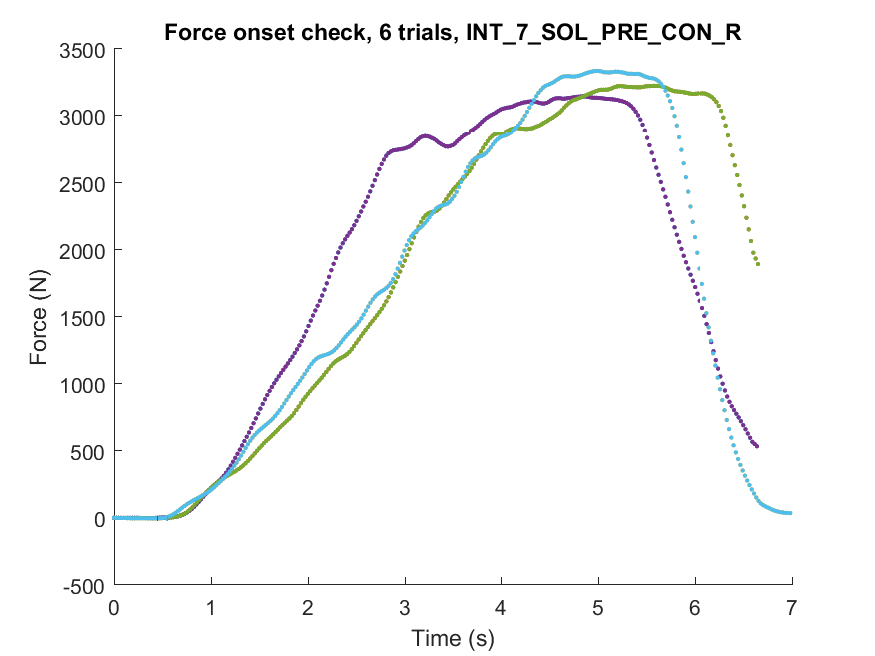 Force onset check, 6 trials, INT_7_SOL_PRE_CON_R
3500
3000
2500
2000
1500
1000
500
0
-500
Force (N)
0 1 2 3 4 5 6 7
Time (s)